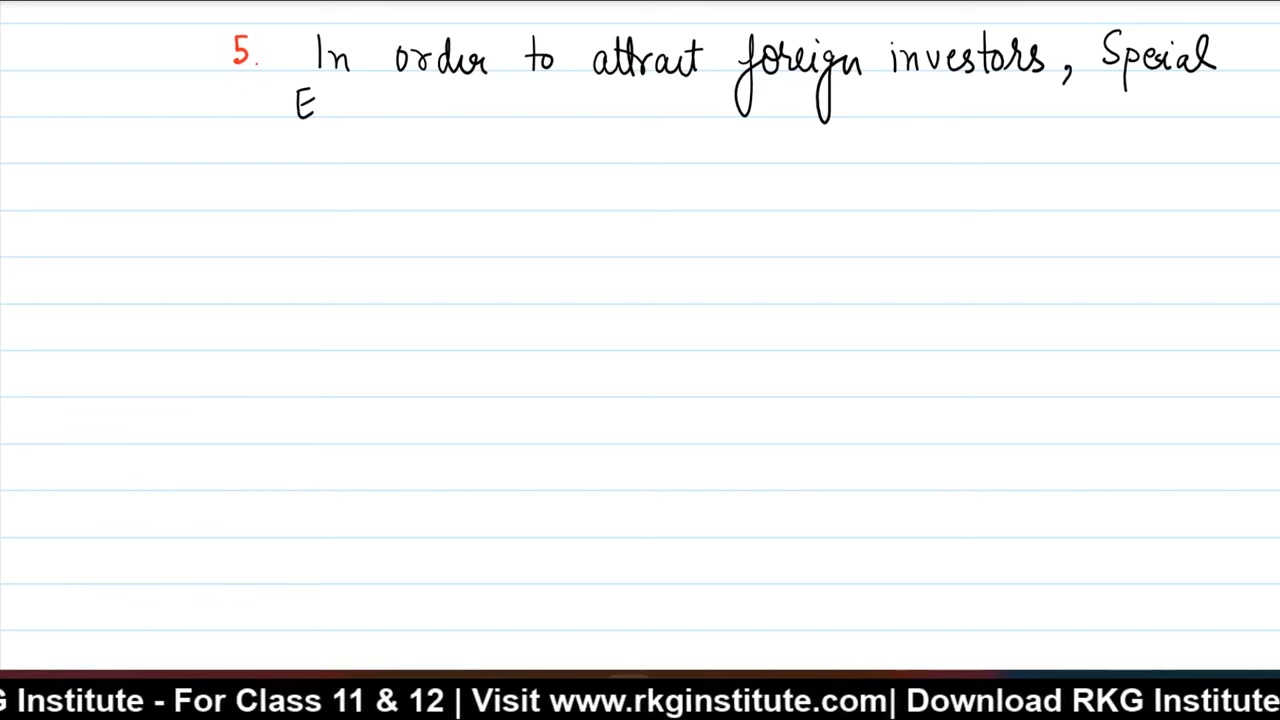 5. In order to attract foreign investors, Special
E
G Institute - For Class 11 & 12 | Visit www.rkginstitute.com| Download RKG Institute